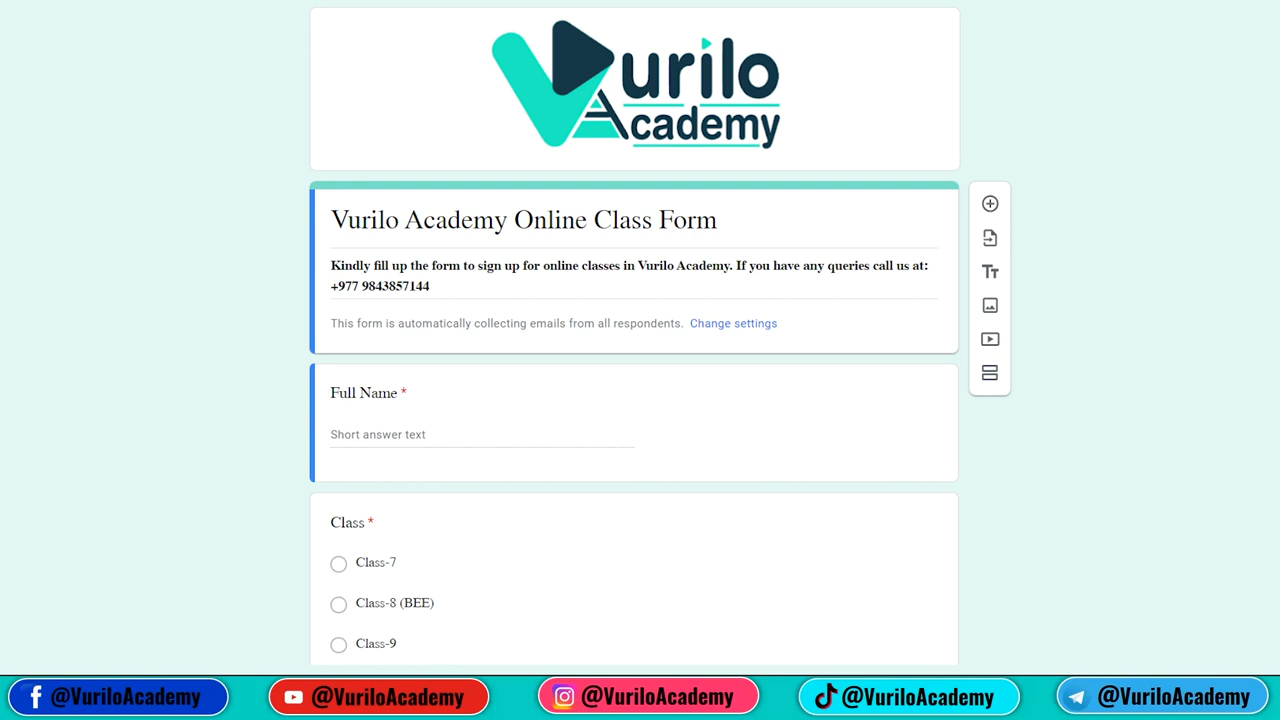 Vurilo
Academy
Vurilo Academy Online Class Form
Kindly fill up the form to sign up for online classes in Vurilo Academy. If you have any queries call us at:
+977 9843857144
This form is automatically collecting emails from all respondents. Change settings
Tт
Full Name *
Short answer text
Class *
Class-7
Class-8 (BEE)
Class-9
@VuriloAcademy @VuriloAcademy @VuriloAcademy @VuriloAcademy @VuriloAcademy